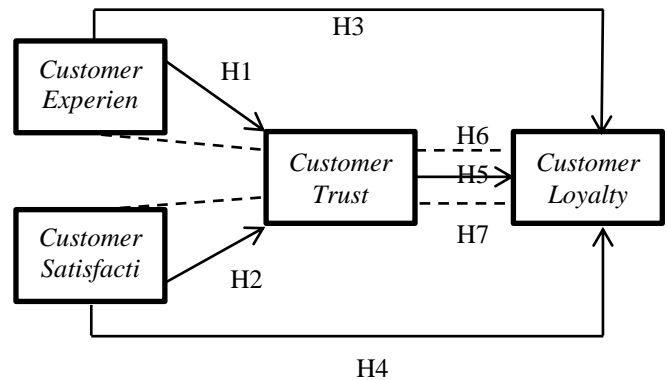 H3
Customer
Experien
H1
H6
Customer
Trust
H5
Customer
Loyalty
H7
Customer
Satisfacti
H2
H4